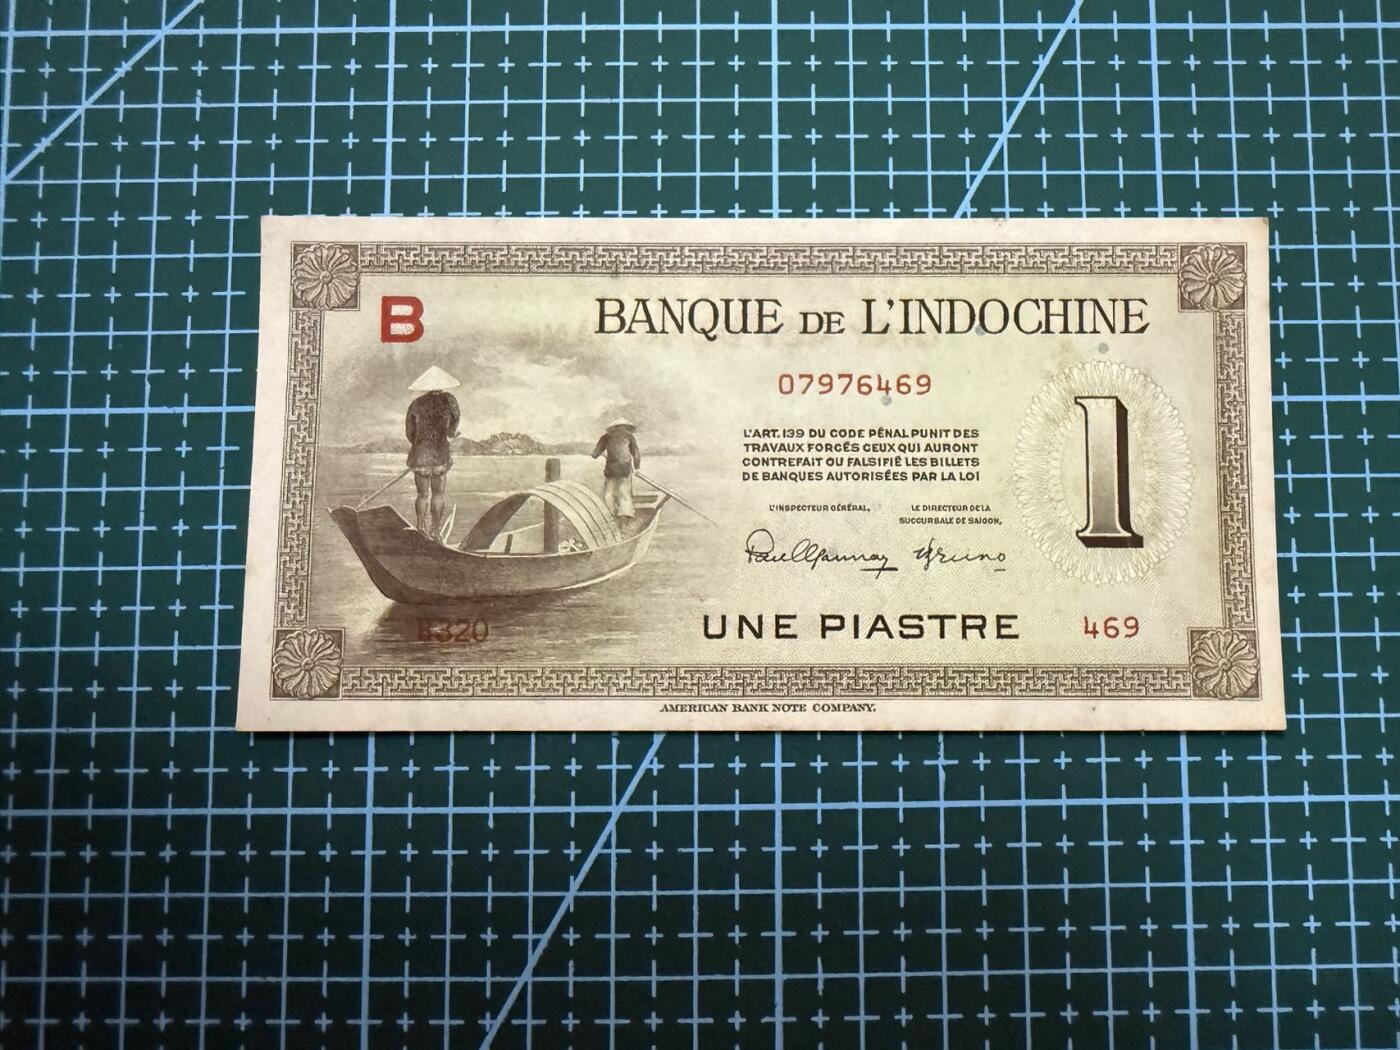 B
BANQUE DE L'INDOCHINE
07976469
L'ART. 139 DU CODE PÉNAL PUNIT DES
TRAVAUX FORCÉS CEUX QUI AURONT
CONTREFAIT OU FALSIFIÉ LES BILLETS
DE BANQUES AUTORISÉES PAR LA LOI
L'INSPECTEUR GÉNÉRAL,
LE DIRECTEUR DE LA
SUCCURSALE DE SAIGON,
1
B320
UNE PIASTRE
469
AMERICAN BANK NOTE COMPANY.